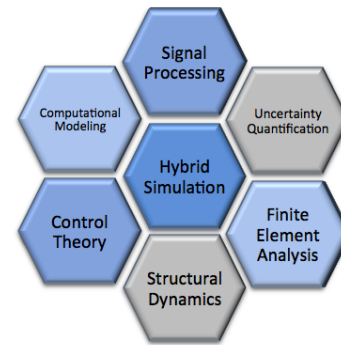 Signal
Processing
Computational
Modeling
Uncertainty
Quantification
Hybrid
Simulation
Control
Theory
Finite
Element
Analysis
Structural
Dynamics